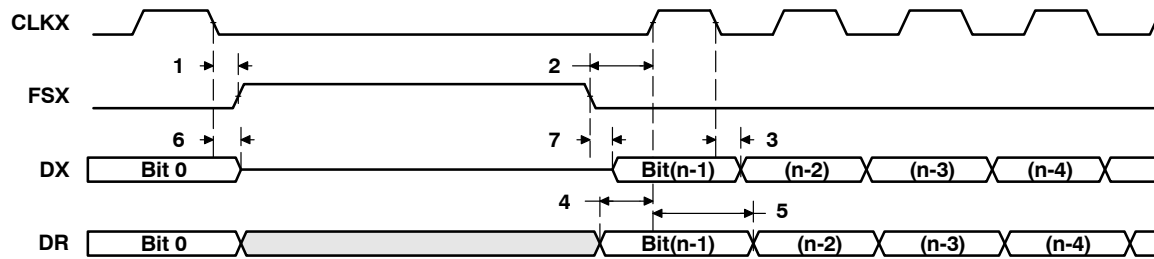 CLKX
1 2
FSX
6 7 3
DX Bit 0 Bit(n-1) (n-2) (n-3) (n-4)
4 5
DR Bit 0 Bit(n-1) (n-2) (n-3) (n-4)